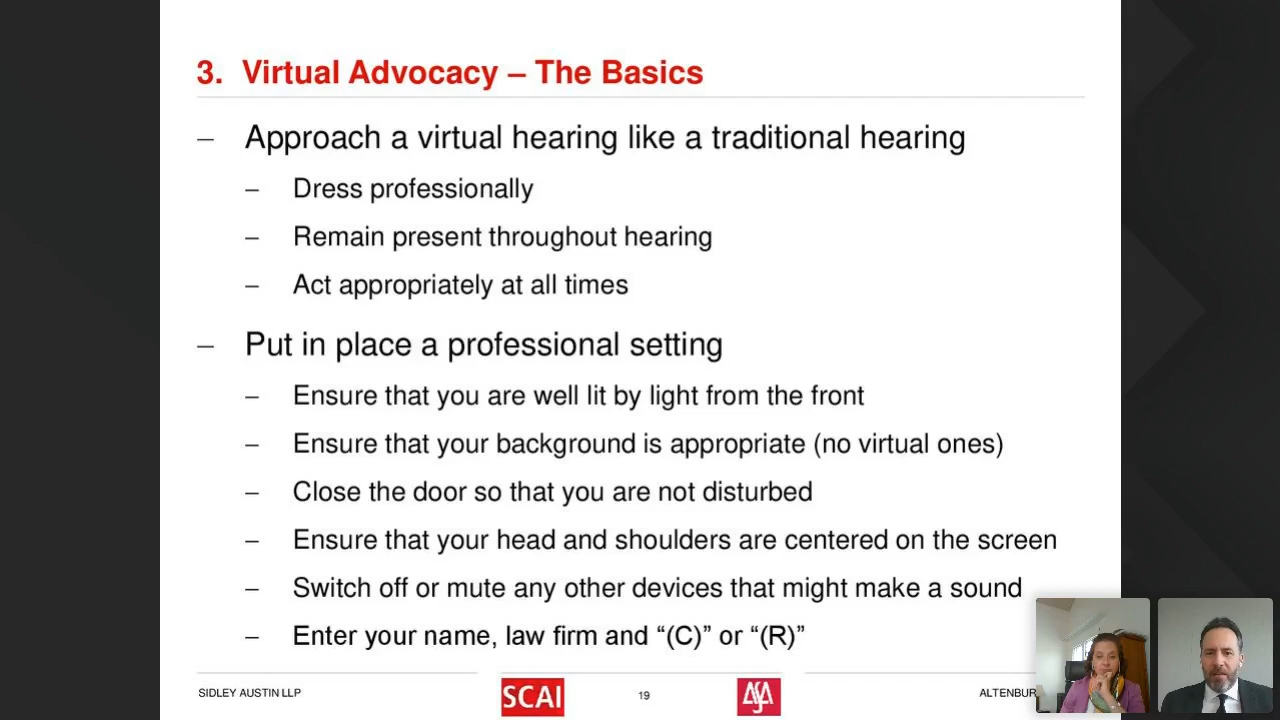 3. Virtual Advocacy – The Basics
– Approach a virtual hearing like a traditional hearing
– Dress professionally
– Remain present throughout hearing
– Act appropriately at all times
– Put in place a professional setting
– Ensure that you are well lit by light from the front
– Ensure that your background is appropriate (no virtual ones)
– Close the door so that you are not disturbed
– Ensure that your head and shoulders are centered on the screen
– Switch off or mute any other devices that might make a sound
– Enter your name, law firm and “(C)” or “(R)”
SIDLEY AUSTIN LLP
SCAI
19
ASA